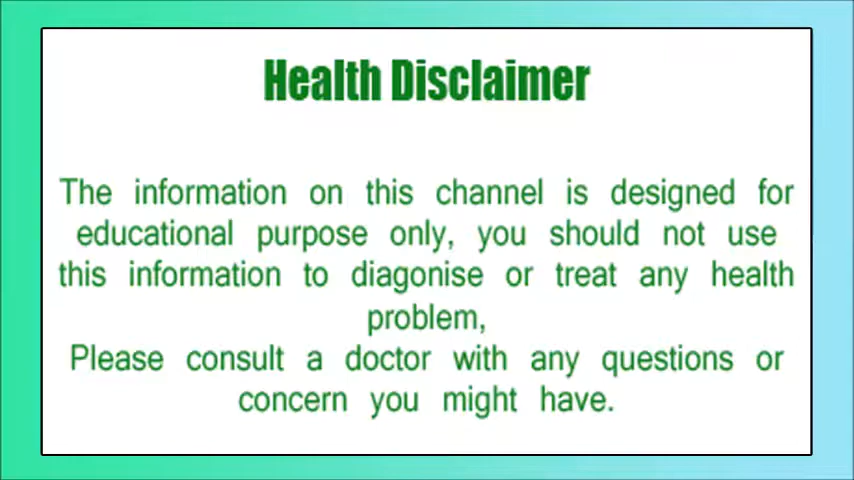 Health Disclaimer
The information on this channel is designed for
educational purpose only, you should not use
this information to diagonise or treat any health
problem,
Please consult a doctor with any questions or
concern you might have.